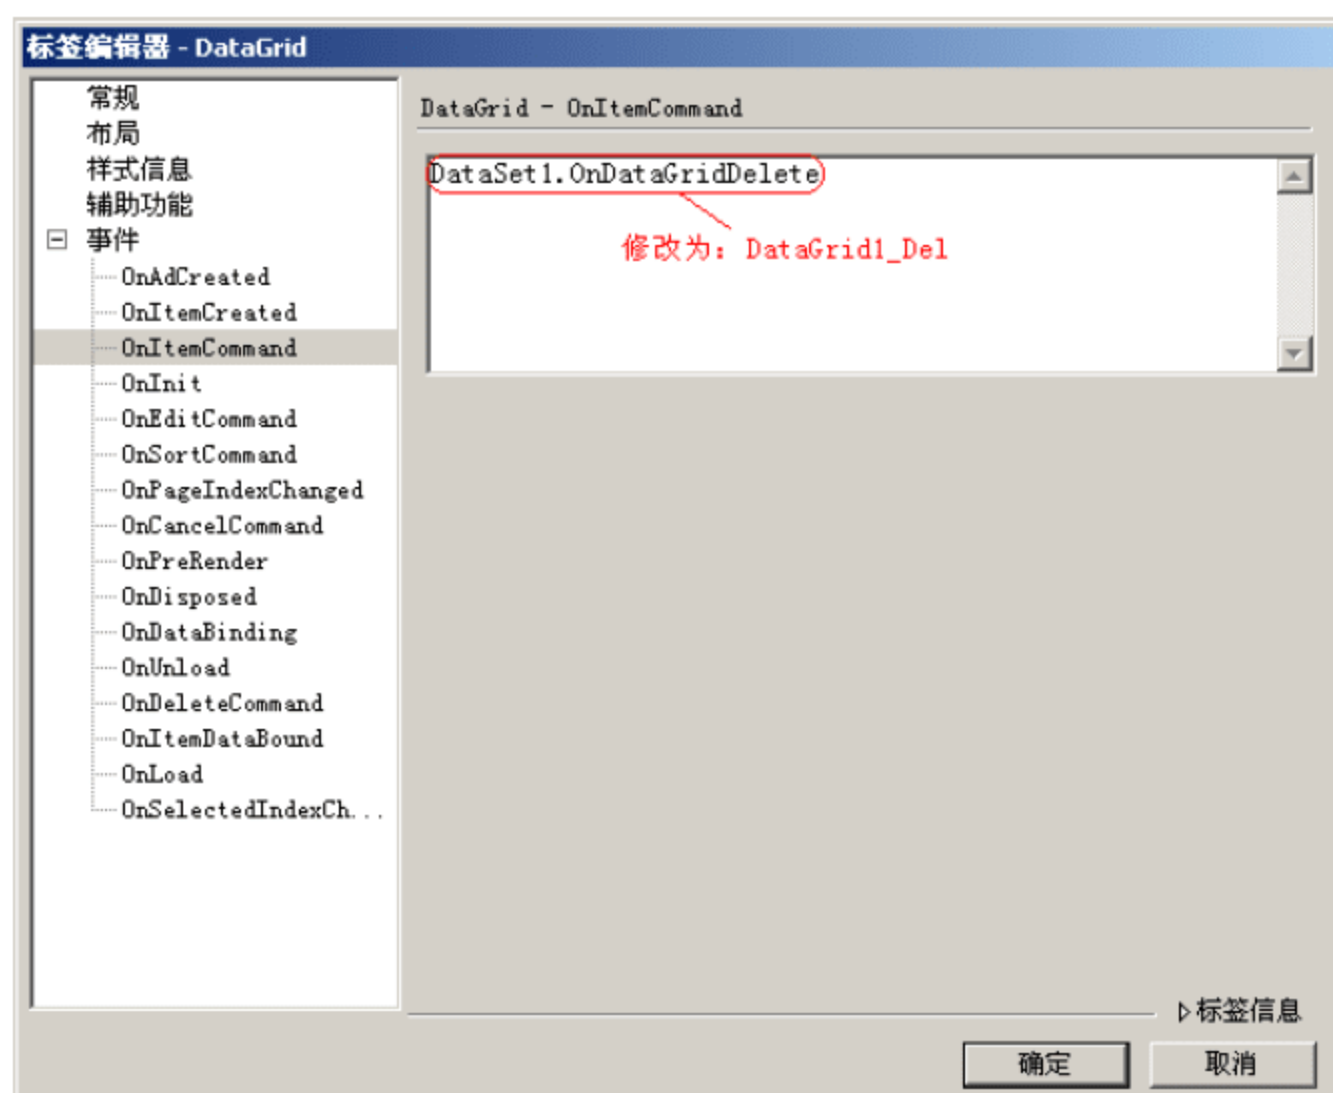 标签编辑器 - DataGrid
常规
布局
样式信息
辅助功能
事件
OnAdCreated
OnItemCreated
OnItemCommand
OnInit
OnEditCommand
OnSortCommand
OnPageIndexChanged
OnCancelCommand
OnPreRender
OnDisposed
OnDataBinding
OnUnload
OnDeleteCommand
OnItemDataBound
OnLoad
OnSelectedIndexCh...
DataGrid - OnItemCommand
DataSet1.OnDataGridDelete
修改为: DataGrid1_Del
标签信息
确定
取消